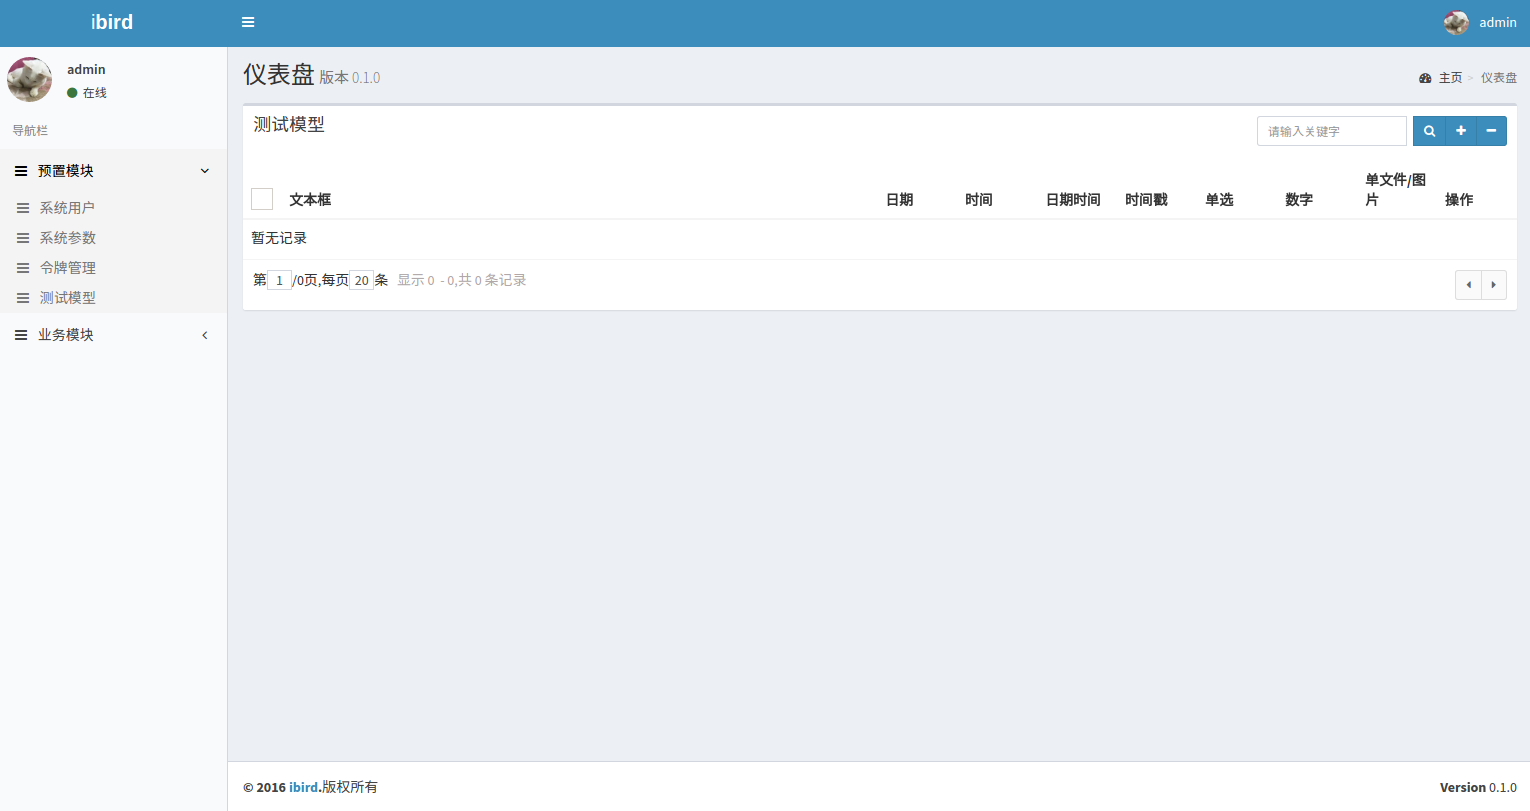 ibird
admin
admin
在线
导航栏
预置模块
系统用户
系统参数
令牌管理
测试模型
业务模块
仪表盘 版本 0.1.0
主页 > 仪表盘
测试模型
请输入关键字
文本框 日期 时间 日期时间 时间戳 单选 数字 单文件/图片 操作
暂无记录
第 1 /0页,每页 20 条 显示 0 - 0,共 0 条记录
© 2016 ibird.版权所有
Version 0.1.0